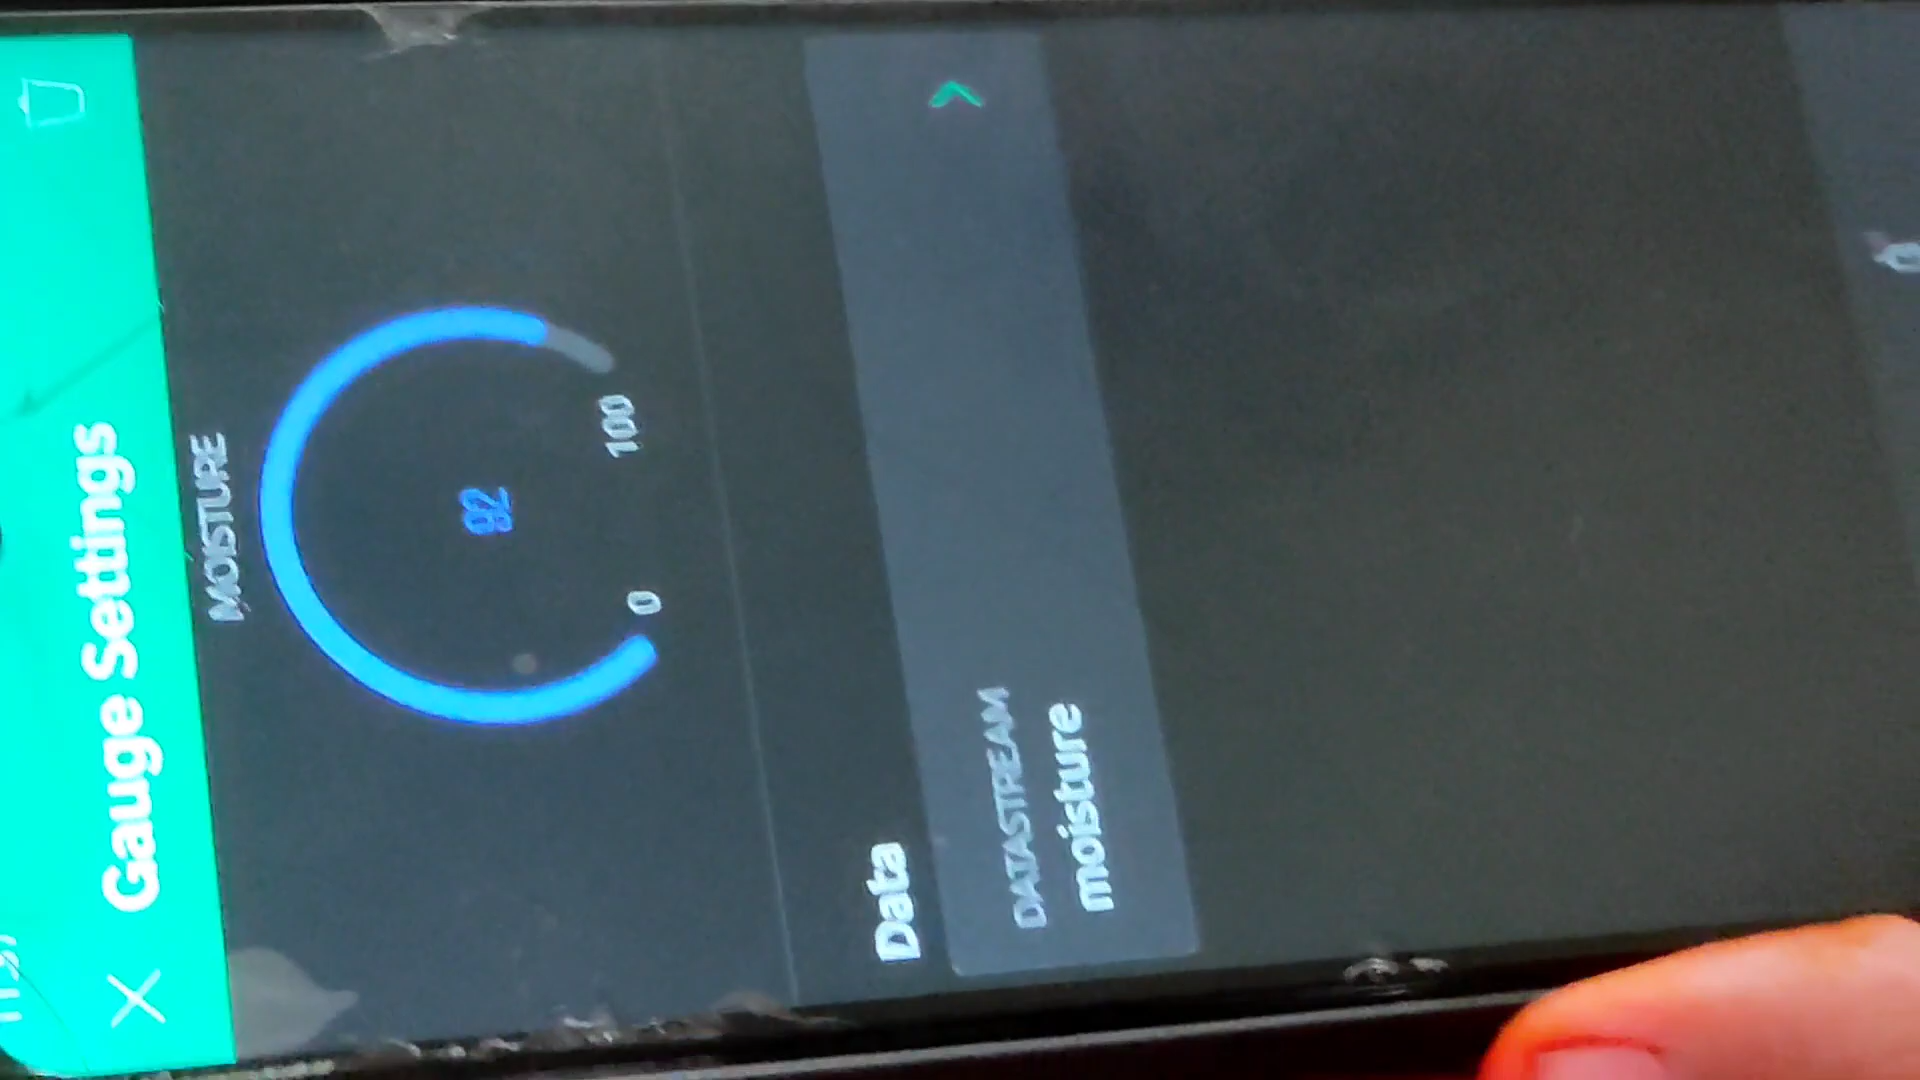 Gauge Settings
MOISTURE
92
0 100
Data
DATASTREAM
moisture